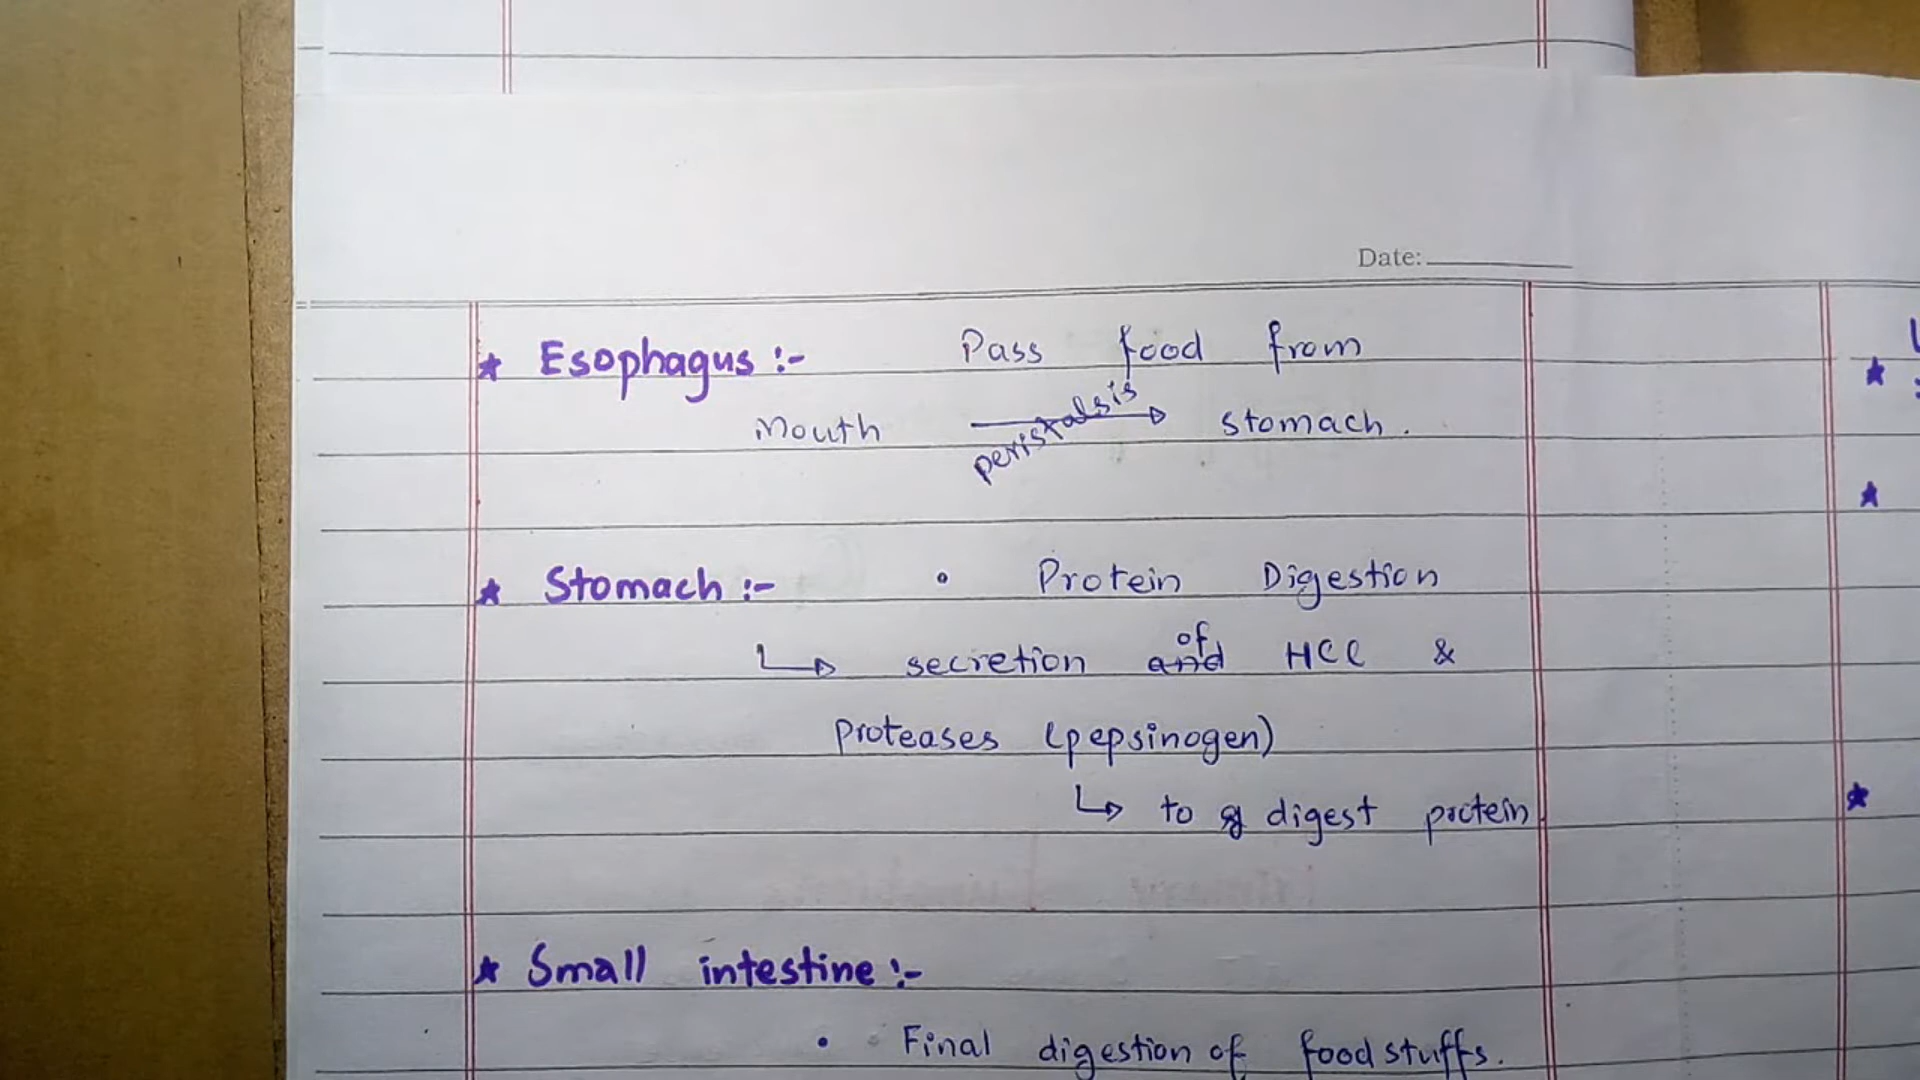 Date:
★ Esophagus :- Pass food from
Mouth → stomach.
peristalsis
★ Stomach :- • Protein Digestion
↳ secretion and of HCl &
proteases (pepsinogen)
↳ to digest protein
★ Small intestine :-
• Final digestion of food stuffs.